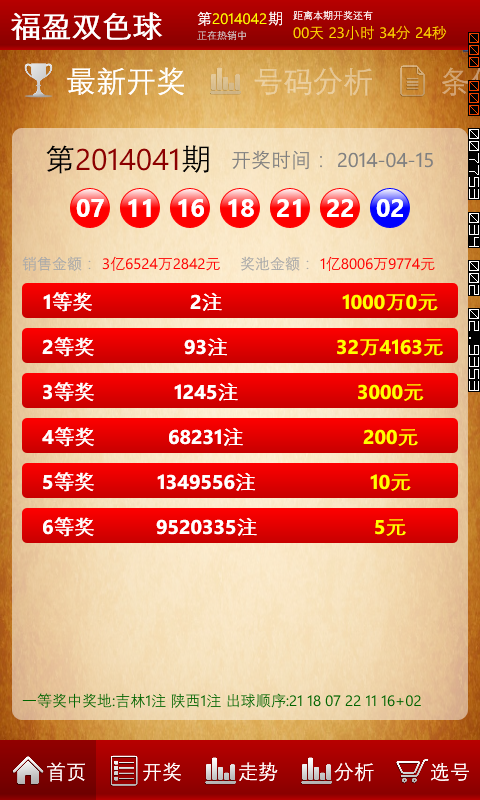 福盈双色球
第2014042期
正在热销中
距离本期开奖还有
00天 23小时 34分 24秒
最新开奖 号码分析
第2014041期 开奖时间： 2014-04-15
07 11 16 18 21 22 02
销售金额： 3亿6524万2842元 奖池金额： 1亿8006万9774元
1等奖 2注 1000万0元
2等奖 93注 32万4163元
3等奖 1245注 3000元
4等奖 68231注 200元
5等奖 1349556注 10元
6等奖 9520335注 5元
一等奖中奖地:吉林1注 陕西1注 出球顺序:21 18 07 22 11 16+02
首页 开奖 走势 分析 选号